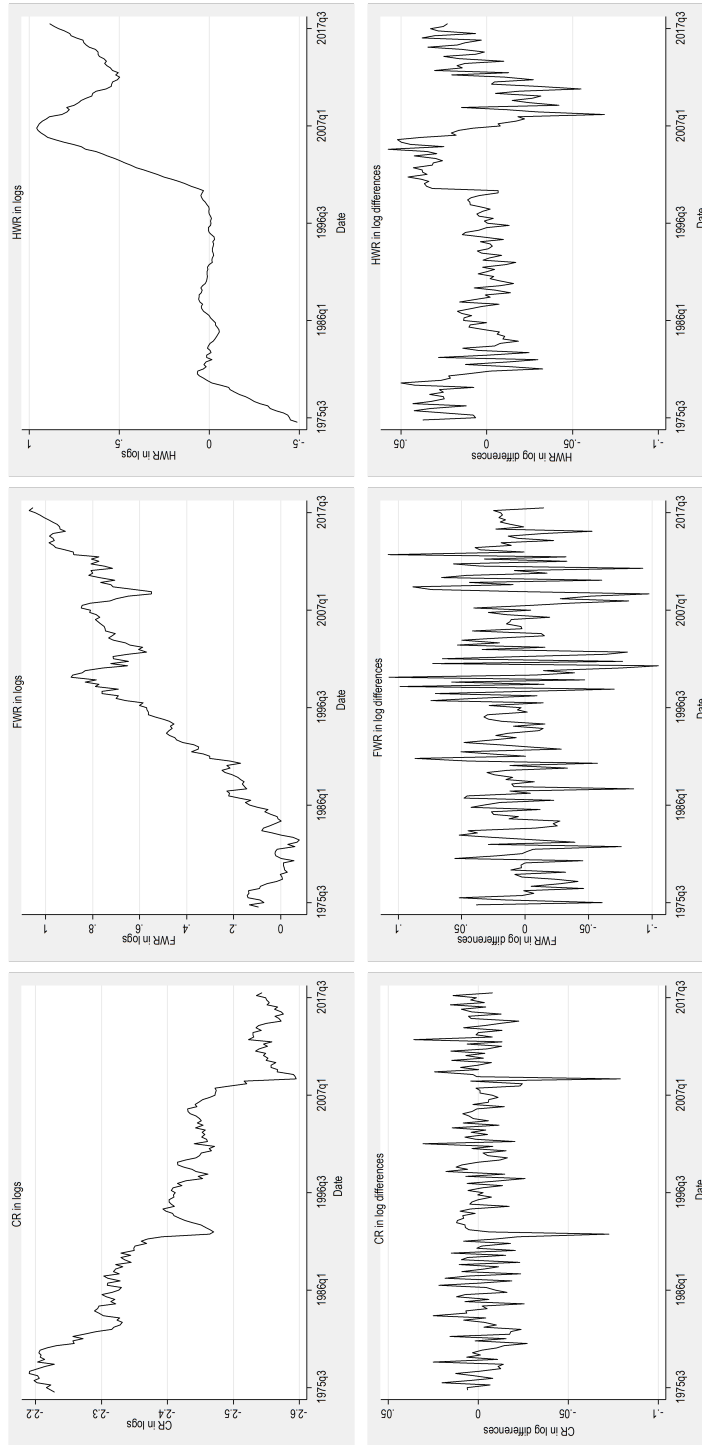 CR in logs
CR in logs
-2.2
-2.3
-2.4
-2.5
-2.6
1975q3 1986q1 1996q3 2007q1 2017q3
Date
FWR in logs
FWR in logs
1
.8
.6
.4
.2
0
1975q3 1986q1 1996q3 2007q1 2017q3
Date
HWR in logs
HWR in logs
1
.5
0
-.5
1975q3 1986q1 1996q3 2007q1 2017q3
Date
CR in log differences
CR in log differences
.05
0
-.05
-.1
1975q3 1986q1 1996q3 2007q1 2017q3
Date
FWR in log differences
FWR in log differences
.1
.05
0
-.05
-.1
1975q3 1986q1 1996q3 2007q1 2017q3
Date
HWR in log differences
HWR in log differences
.05
0
-.05
-.1
1975q3 1986q1 1996q3 2007q1 2017q3
Date